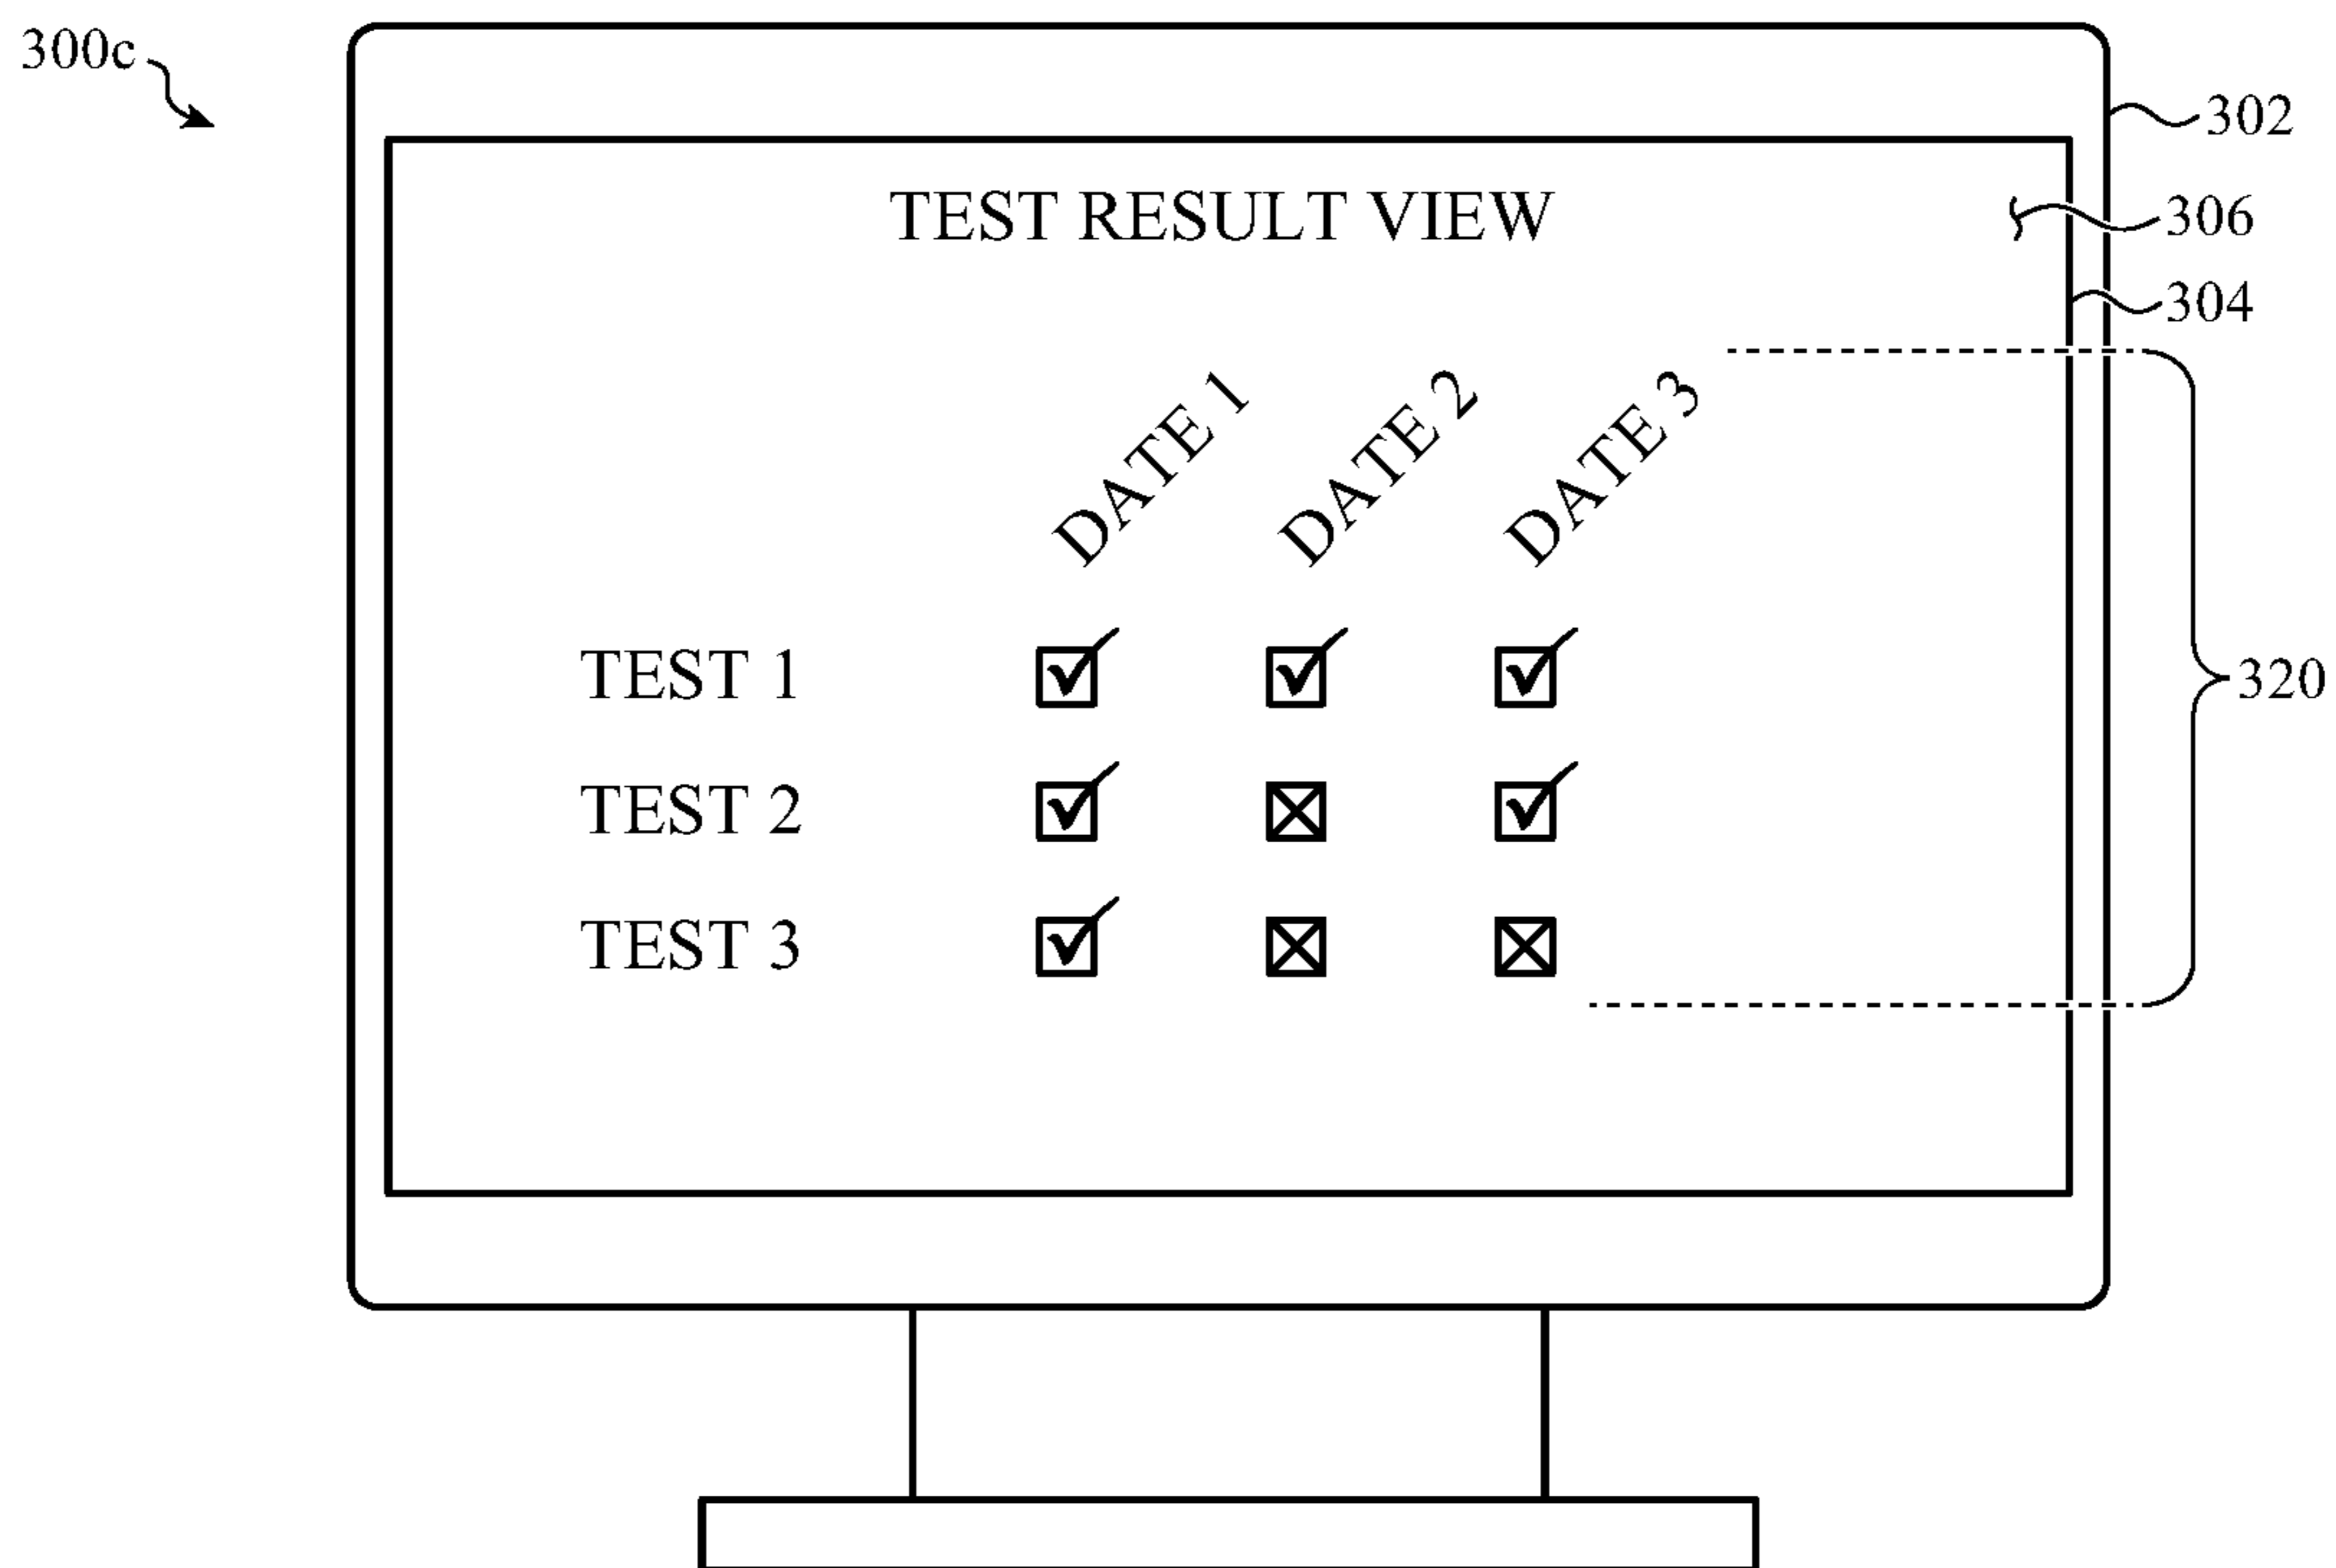 300c
302
TEST RESULT VIEW
306
304
DATE 1 DATE 2 DATE 3
TEST 1
320
TEST 2
TEST 3